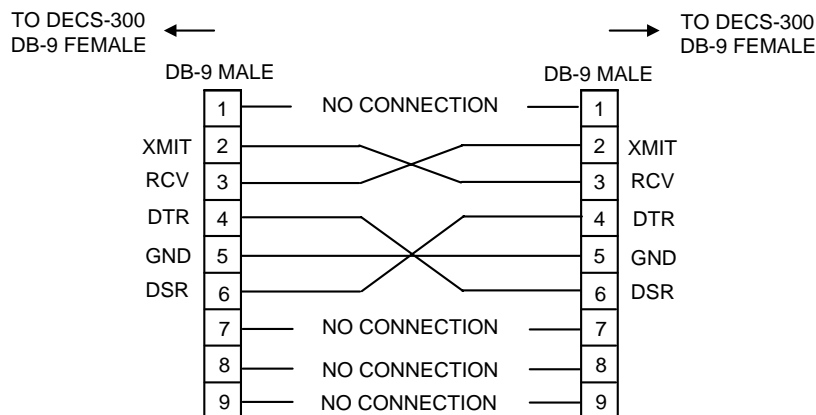 TO DECS-300
DB-9 FEMALE
TO DECS-300
DB-9 FEMALE
DB-9 MALE
DB-9 MALE
1 NO CONNECTION 1
XMIT 2 2 XMIT
RCV 3 3 RCV
DTR 4 4 DTR
GND 5 5 GND
DSR 6 6 DSR
7 NO CONNECTION 7
8 NO CONNECTION 8
9 NO CONNECTION 9